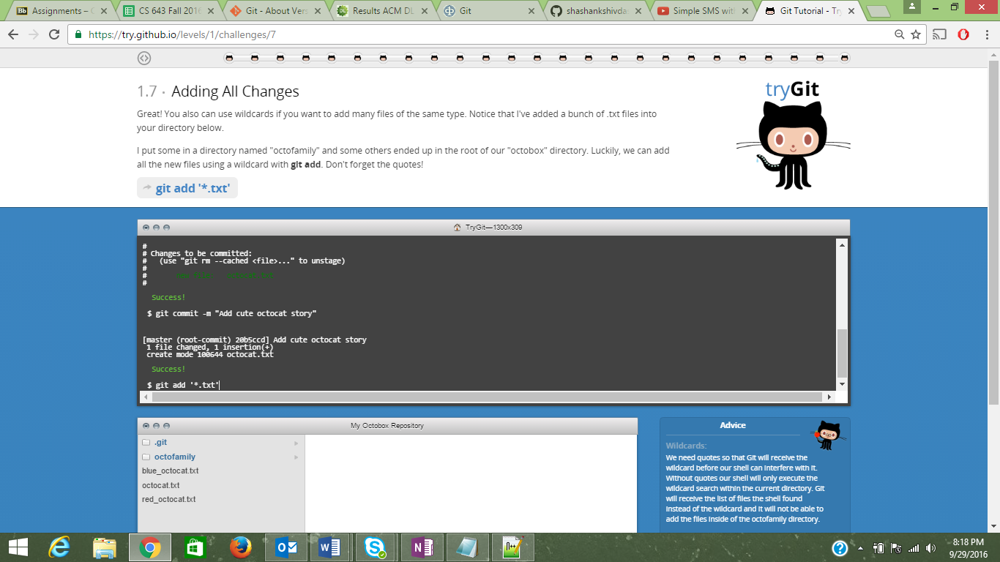 Assignments – C
CS 643 Fall 2016
Git - About Vers
Results ACM DL
Git
shashankshivda
Simple SMS with
Git Tutorial - Try
https://try.github.io/levels/1/challenges/7
1.7 · Adding All Changes
tryGit
Great! You also can use wildcards if you want to add many files of the same type. Notice that I've added a bunch of .txt files into
your directory below.
I put some in a directory named "octofamily" and some others ended up in the root of our "octobox" directory. Luckily, we can add
all the new files using a wildcard with git add. Don't forget the quotes!
git add '*.txt'
TryGit—1300x309
#
# Changes to be committed:
#   (use "git rm --cached <file>..." to unstage)
#
#       new file:   octocat.txt
#
Success!
$ git commit -m "Add cute octocat story"
[master (root-commit) 20b5ccd] Add cute octocat story
1 file changed, 1 insertion(+)
create mode 100644 octocat.txt
Success!
$ git add '*.txt'
My Octobox Repository
.git
octofamily
blue_octocat.txt
octocat.txt
red_octocat.txt
Advice
Wildcards:
We need quotes so that Git will receive the
wildcard before our shell can interfere with it.
Without quotes our shell will only execute the
wildcard search within the current directory. Git
will receive the list of files the shell found
instead of the wildcard and it will not be able to
add the files inside of the octofamily directory.
8:18 PM
9/29/2016